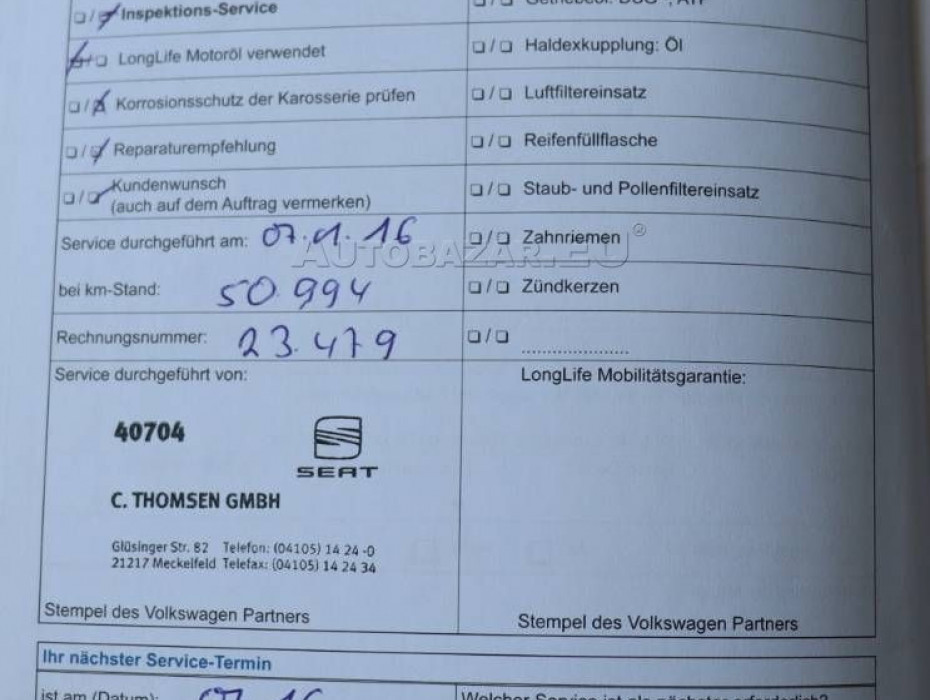 Inspektions-Service
LongLife Motoröl verwendet
Korrosionsschutz der Karosserie prüfen
Reparaturempfehlung
Kundenwunsch
(auch auf dem Auftrag vermerken)
Service durchgeführt am: 07.01.16
bei km-Stand: 50.994
Rechnungsnummer: 23.479
Service durchgeführt von:
40704
SEAT
C. THOMSEN GMBH
Glüsinger Str. 82 Telefon: (04105) 14 24-0
21217 Meckelfeld Telefax: (04105) 14 24 34
Stempel des Volkswagen Partners
Haldexkupplung: Öl
Luftfiltereinsatz
Reifenfüllflasche
Staub- und Pollenfiltereinsatz
Zahnriemen
AUTOBAZAR.EU®
Zündkerzen
LongLife Mobilitätsgarantie:
Stempel des Volkswagen Partners
Ihr nächster Service-Termin
ist am (Datum):